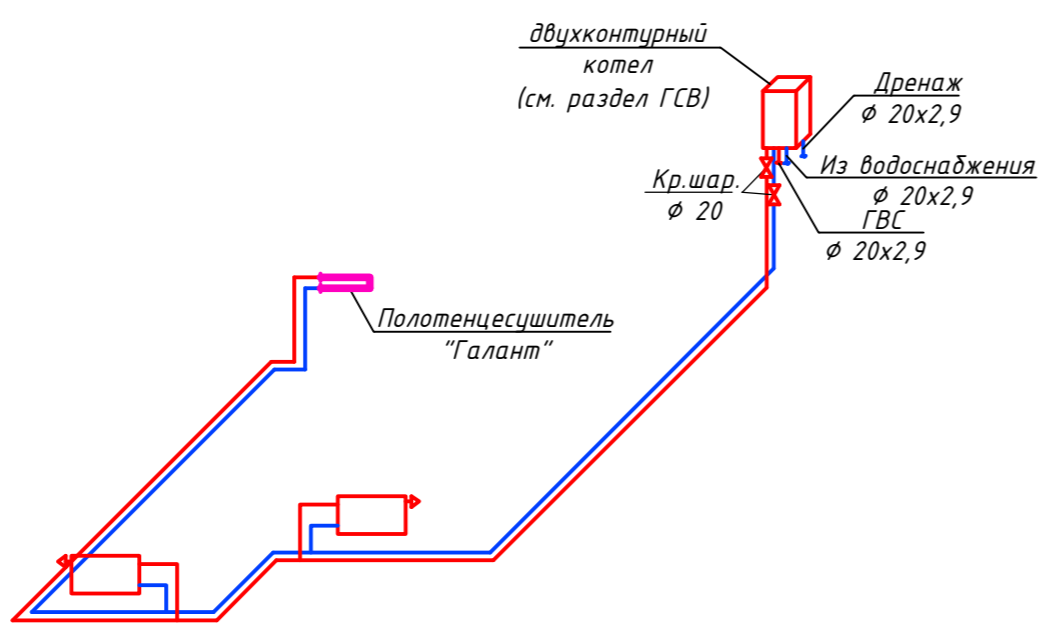 двухконтурный
котел
(см. раздел ГСВ)
Дренаж
ϕ 20х2,9
Из водоснабжения
ϕ 20х2,9
ГВС
ϕ 20х2,9
Кр.шар.
ϕ 20
Полотенцесушитель
"Галант"